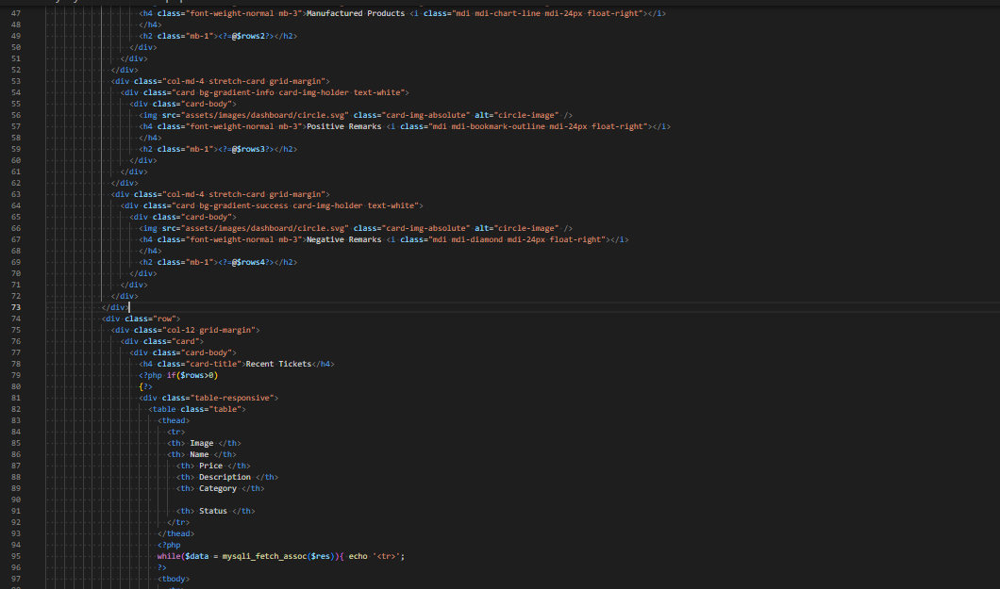 47 <h4 class="font-weight-normal mb-3">Manufactured Products <i class="mdi mdi-chart-line mdi-24px float-right"></i>
48 </h4>
49 <h2 class="mb-1"><?=@$rows2?></h2>
50 </div>
51 </div>
52 </div>
53 <div class="col-md-4 stretch-card grid-margin">
54 <div class="card bg-gradient-info card-img-holder text-white">
55 <div class="card-body">
56 <img src="assets/images/dashboard/circle.svg" class="card-img-absolute" alt="circle-image" />
57 <h4 class="font-weight-normal mb-3">Positive Remarks <i class="mdi mdi-bookmark-outline mdi-24px float-right"></i>
58 </h4>
59 <h2 class="mb-1"><?=@$rows3?></h2>
60 </div>
61 </div>
62 </div>
63 <div class="col-md-4 stretch-card grid-margin">
64 <div class="card bg-gradient-success card-img-holder text-white">
65 <div class="card-body">
66 <img src="assets/images/dashboard/circle.svg" class="card-img-absolute" alt="circle-image" />
67 <h4 class="font-weight-normal mb-3">Negative Remarks <i class="mdi mdi-diamond mdi-24px float-right"></i>
68 </h4>
69 <h2 class="mb-1"><?=@$rows4?></h2>
70 </div>
71 </div>
72 </div>
73 </div>
74 <div class="row">
75 <div class="col-12 grid-margin">
76 <div class="card">
77 <div class="card-body">
78 <h4 class="card-title">Recent Tickets</h4>
79 <?php if($rows>0)
80 {?>
81 <div class="table-responsive">
82 <table class="table">
83 <thead>
84 <tr>
85 <th> Image </th>
86 <th> Name </th>
87 <th> Price </th>
88 <th> Description </th>
89 <th> Category </th>
90
91 <th> Status </th>
92 </tr>
93 </thead>
94 <?php
95 while($data = mysqli_fetch_assoc($res)){ echo '<tr>';
96 ?>
97 <tbody>